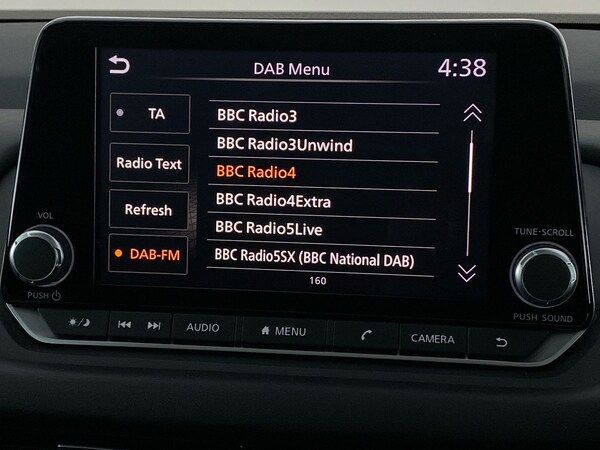 DAB Menu
4:38
TA
Radio Text
Refresh
DAB-FM
BBC Radio3
BBC Radio3Unwind
BBC Radio4
BBC Radio4Extra
BBC Radio5Live
BBC Radio5SX (BBC National DAB)
160
VOL
PUSH
TUNE·SCROLL
PUSH SOUND
AUDIO
MENU
CAMERA